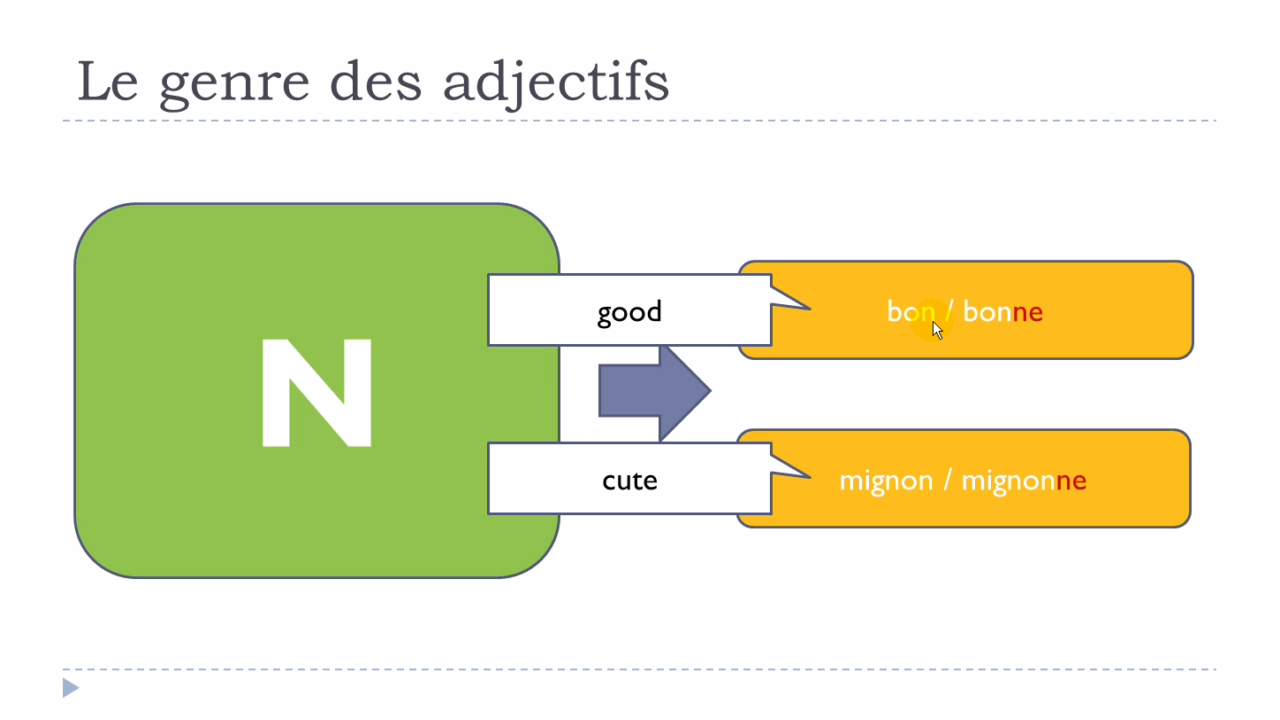 Le genre des adjectifs
N
good
bon / bonne
cute
mignon / mignonne